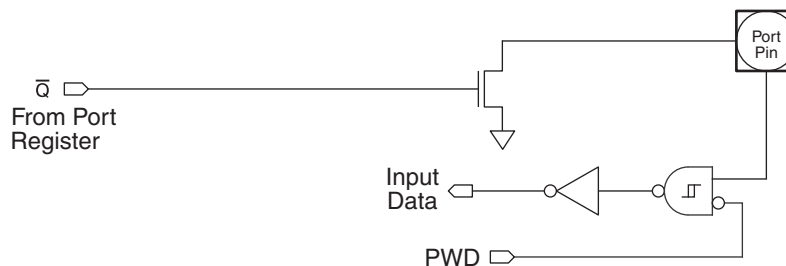 Port
Pin
Q̅
From Port
Register
Input
Data
PWD